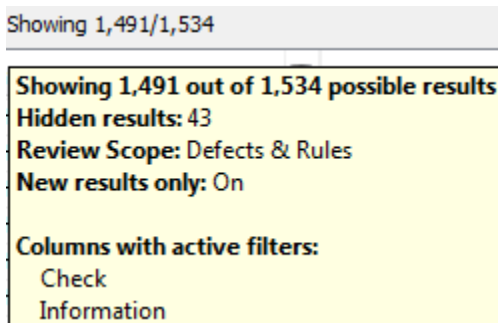 Showing 1,491/1,534
Showing 1,491 out of 1,534 possible results
Hidden results: 43
Review Scope: Defects & Rules
New results only: On
Columns with active filters:
Check
Information